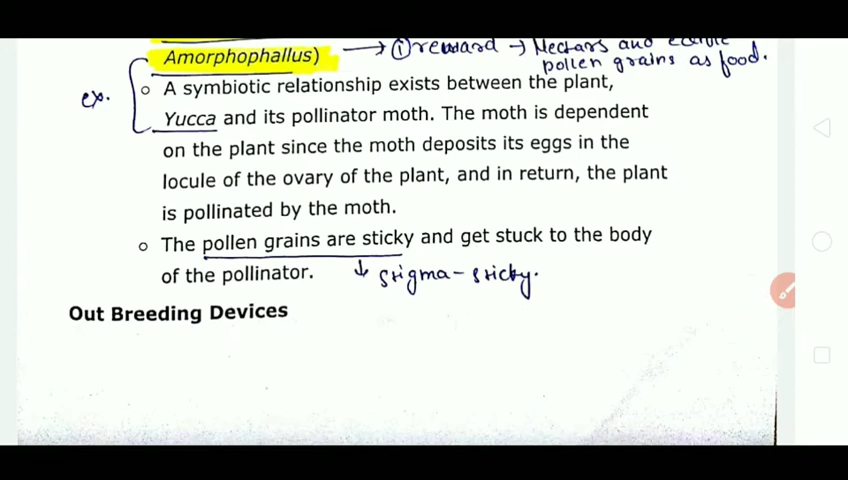 ① reward → Nectars and edible
Amorphophallus) → pollen grains as food.
ex. ○ A symbiotic relationship exists between the plant,
Yucca and its pollinator moth. The moth is dependent
on the plant since the moth deposits its eggs in the
locule of the ovary of the plant, and in return, the plant
is pollinated by the moth.
○ The pollen grains are sticky and get stuck to the body
of the pollinator. ↓ stigma - sticky.
Out Breeding Devices